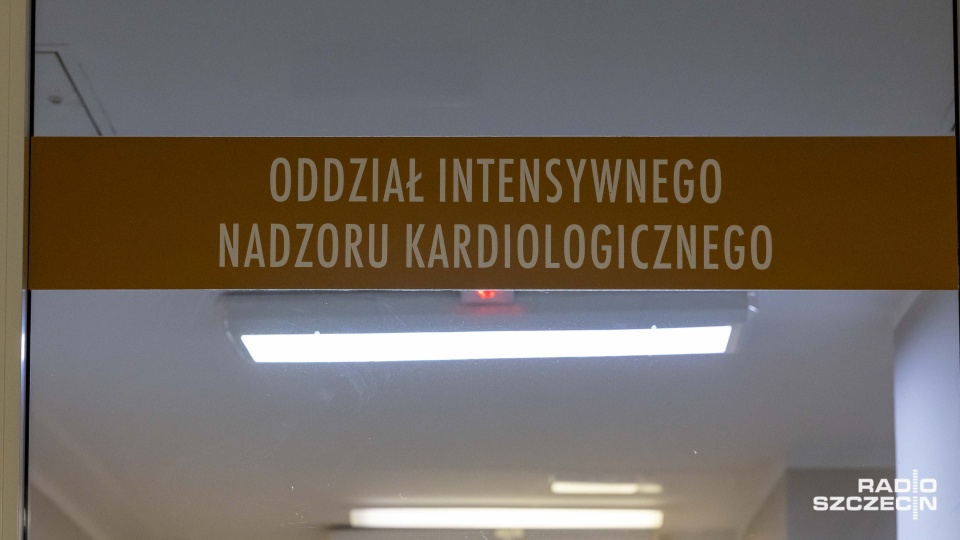 ODDZIAŁ INTENSYWNEGO
NADZORU KARDIOLOGICZNEGO
RADIO
SZCZECIN